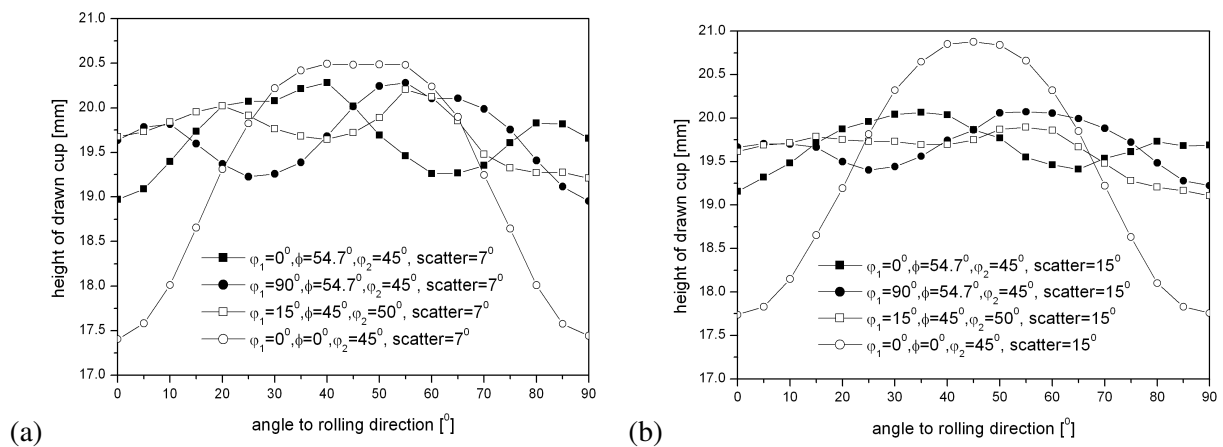 (a)
height of drawn cup [mm]
21.0
20.5
20.0
19.5
19.0
18.5
18.0
17.5
17.0
φ₁=0⁰,ϕ=54.7⁰,φ₂=45⁰, scatter=7⁰
φ₁=90⁰,ϕ=54.7⁰,φ₂=45⁰, scatter=7⁰
φ₁=15⁰,ϕ=45⁰,φ₂=50⁰, scatter=7⁰
φ₁=0⁰,ϕ=0⁰,φ₂=45⁰, scatter=7⁰
0 10 20 30 40 50 60 70 80 90
angle to rolling direction [⁰]
(b)
height of drawn cup [mm]
21.0
20.5
20.0
19.5
19.0
18.5
18.0
17.5
17.0
φ₁=0⁰,ϕ=54.7⁰,φ₂=45⁰, scatter=15⁰
φ₁=90⁰,ϕ=54.7⁰,φ₂=45⁰, scatter=15⁰
φ₁=15⁰,ϕ=45⁰,φ₂=50⁰, scatter=15⁰
φ₁=0⁰,ϕ=0⁰,φ₂=45⁰, scatter=15⁰
0 10 20 30 40 50 60 70 80 90
angle to rolling direction [⁰]